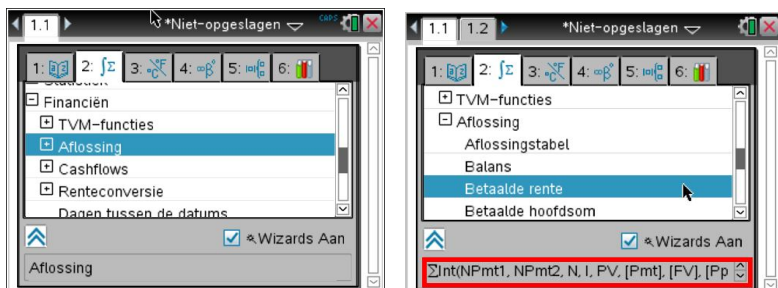 1.1
*Niet-opgeslagen
CAPS
1:
2: ∫Σ
3: °C °F
4: ∞β°
5:
6:
Financiën
TVM-functies
Aflossing
Cashflows
Renteconversie
Dagen tussen de datums
Wizards Aan
Aflossing
1.1 1.2
*Niet-opgeslagen
1:
2: ∫Σ
3: °C °F
4: ∞β°
5:
6:
TVM-functies
Aflossing
Aflossingstabel
Balans
Betaalde rente
Betaalde hoofdsom
Wizards Aan
ΣInt(NPmt1, NPmt2, N, I, PV, [Pmt], [FV], [Pp